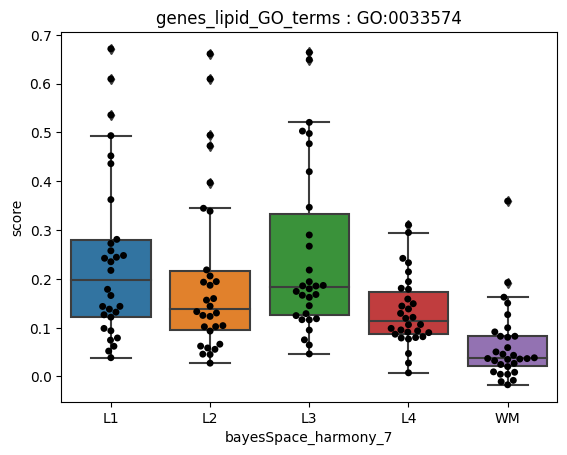 genes_lipid_GO_terms : GO:0033574
0.7
0.6
0.5
0.4
0.3
0.2
0.1
0.0
score
L1 L2 L3 L4 WM
bayesSpace_harmony_7